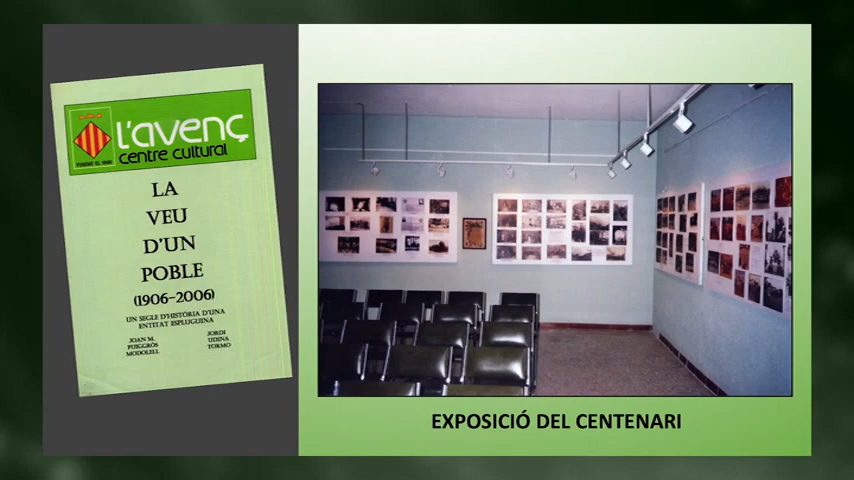 l'avenç
centre cultural
FUNDAT EL 1906
LA
VEU
D'UN
POBLE
(1906-2006)
UN SEGLE D'HISTÒRIA D'UNA
ENTITAT ESPLUGUINA
JOAN M.
PUIGGRÒS
MODOLELL
JORDI
UDINA
TORMO
EXPOSICIÓ DEL CENTENARI